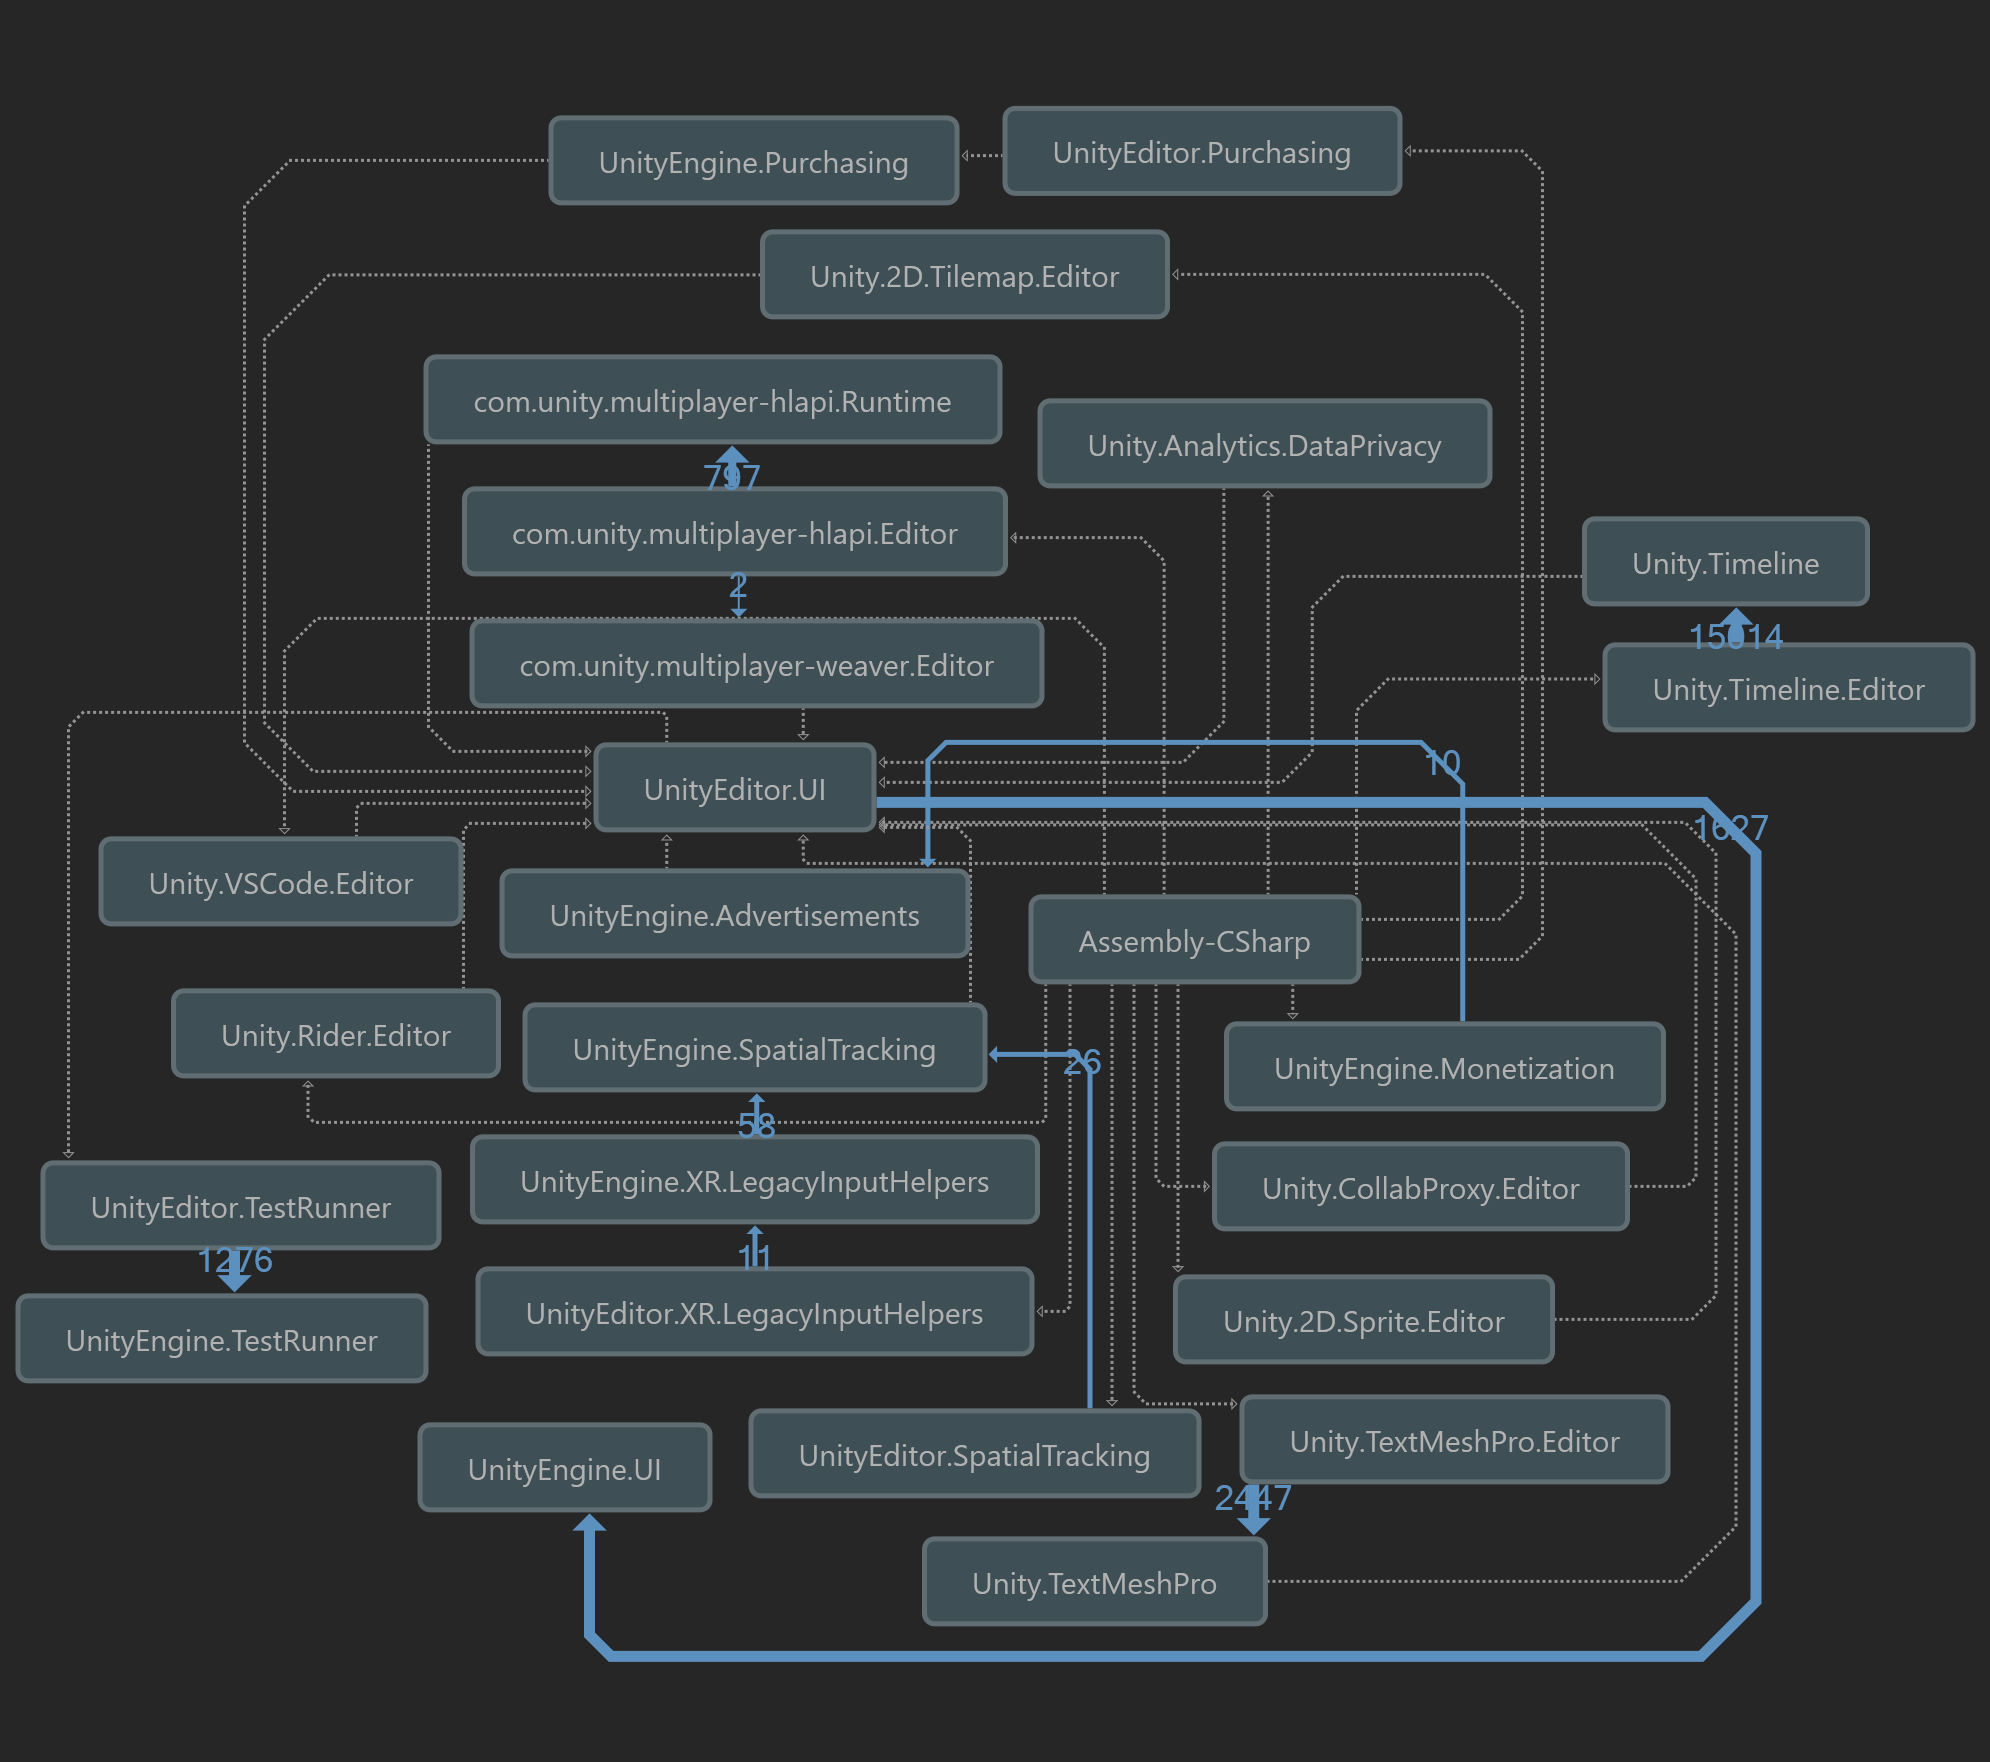 UnityEditor.Purchasing
UnityEngine.Purchasing
Unity.2D.Tilemap.Editor
com.unity.multiplayer-hlapi.Runtime
Unity.Analytics.DataPrivacy
797
com.unity.multiplayer-hlapi.Editor
Unity.Timeline
2
15014
com.unity.multiplayer-weaver.Editor
Unity.Timeline.Editor
10
UnityEditor.UI
1627
Unity.VSCode.Editor
UnityEngine.Advertisements
Assembly-CSharp
Unity.Rider.Editor
UnityEngine.SpatialTracking
26
UnityEngine.Monetization
58
UnityEngine.XR.LegacyInputHelpers
Unity.CollabProxy.Editor
UnityEditor.TestRunner
1276
11
UnityEditor.XR.LegacyInputHelpers
Unity.2D.Sprite.Editor
UnityEngine.TestRunner
Unity.TextMeshPro.Editor
UnityEditor.SpatialTracking
UnityEngine.UI
2447
Unity.TextMeshPro